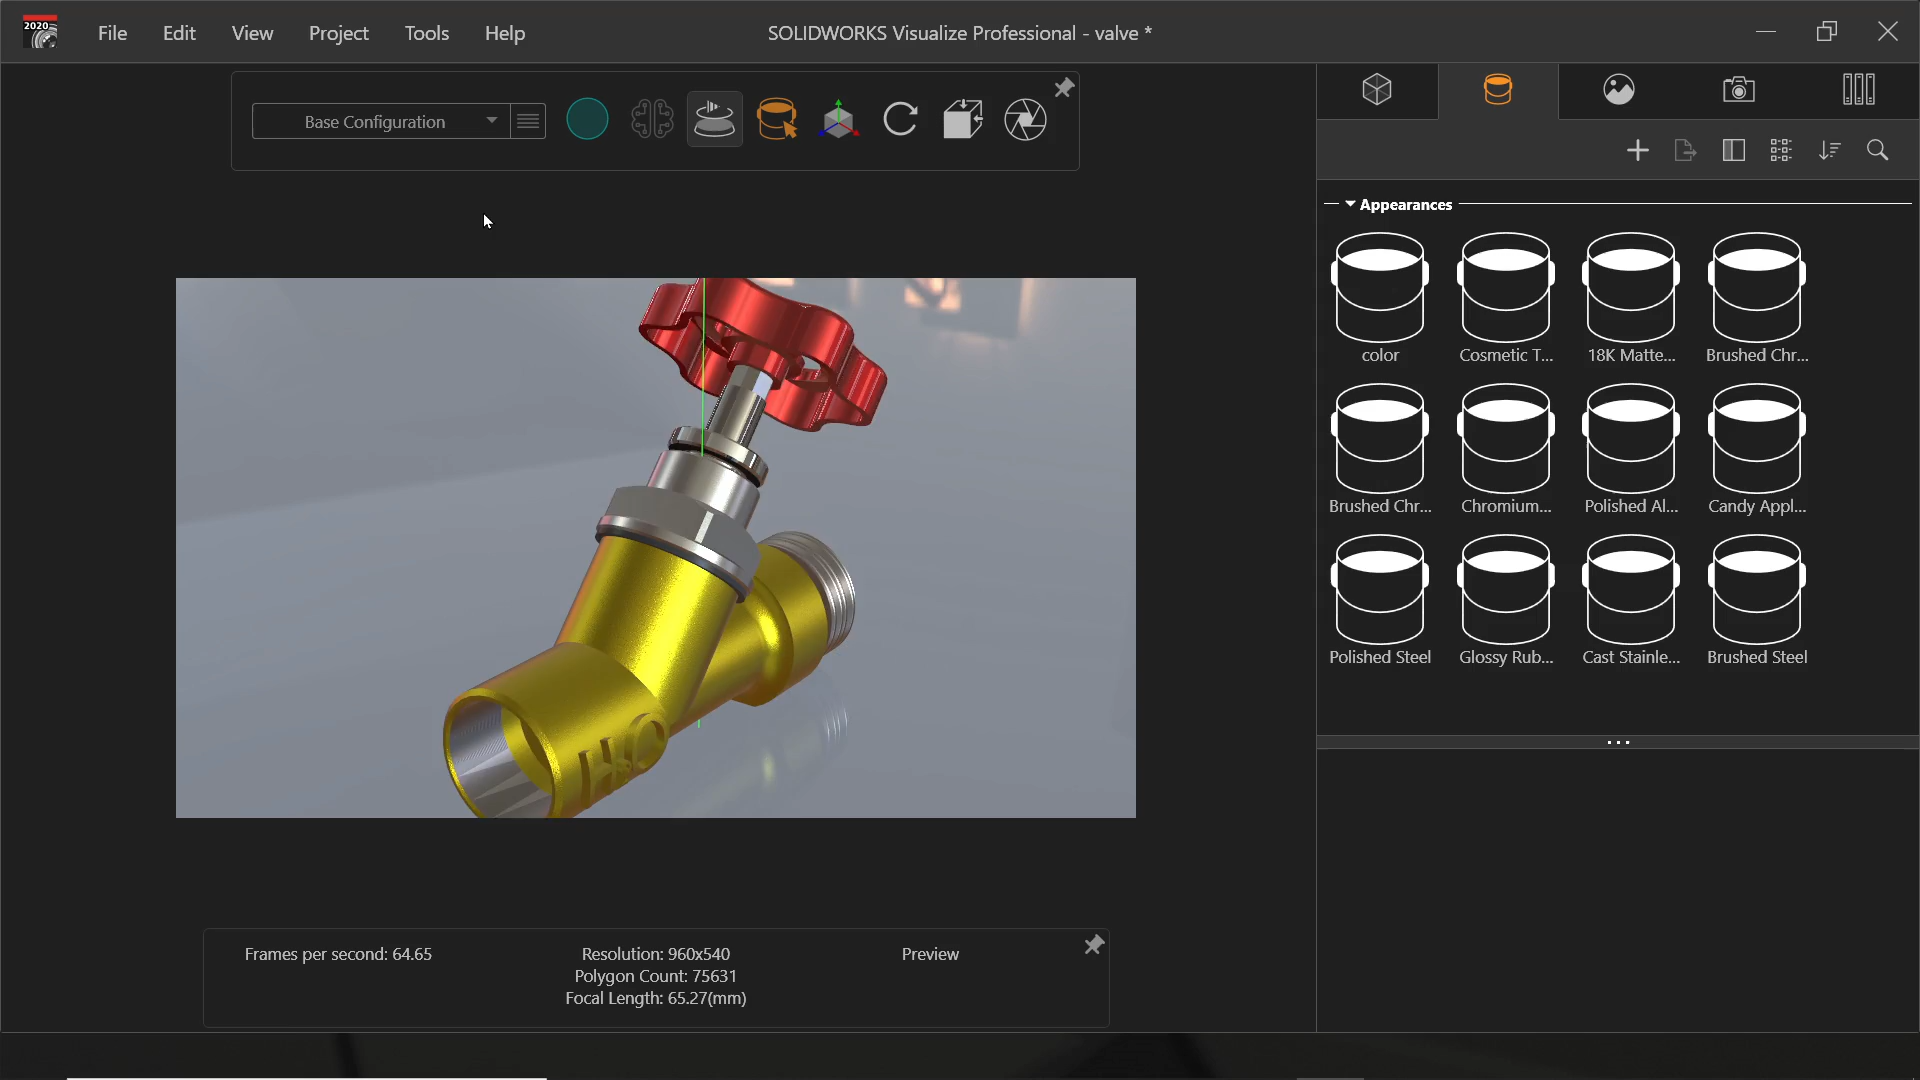 2020
File Edit View Project Tools Help
SOLIDWORKS Visualize Professional - valve *
Base Configuration
Appearances
color Cosmetic T... 18K Matte... Brushed Chr...
Brushed Chr... Chromium... Polished Al... Candy Appl...
Polished Steel Glossy Rub... Cast Stainle... Brushed Steel
H2O
Frames per second: 64.65
Resolution: 960x540
Polygon Count: 75631
Focal Length: 65.27(mm)
Preview